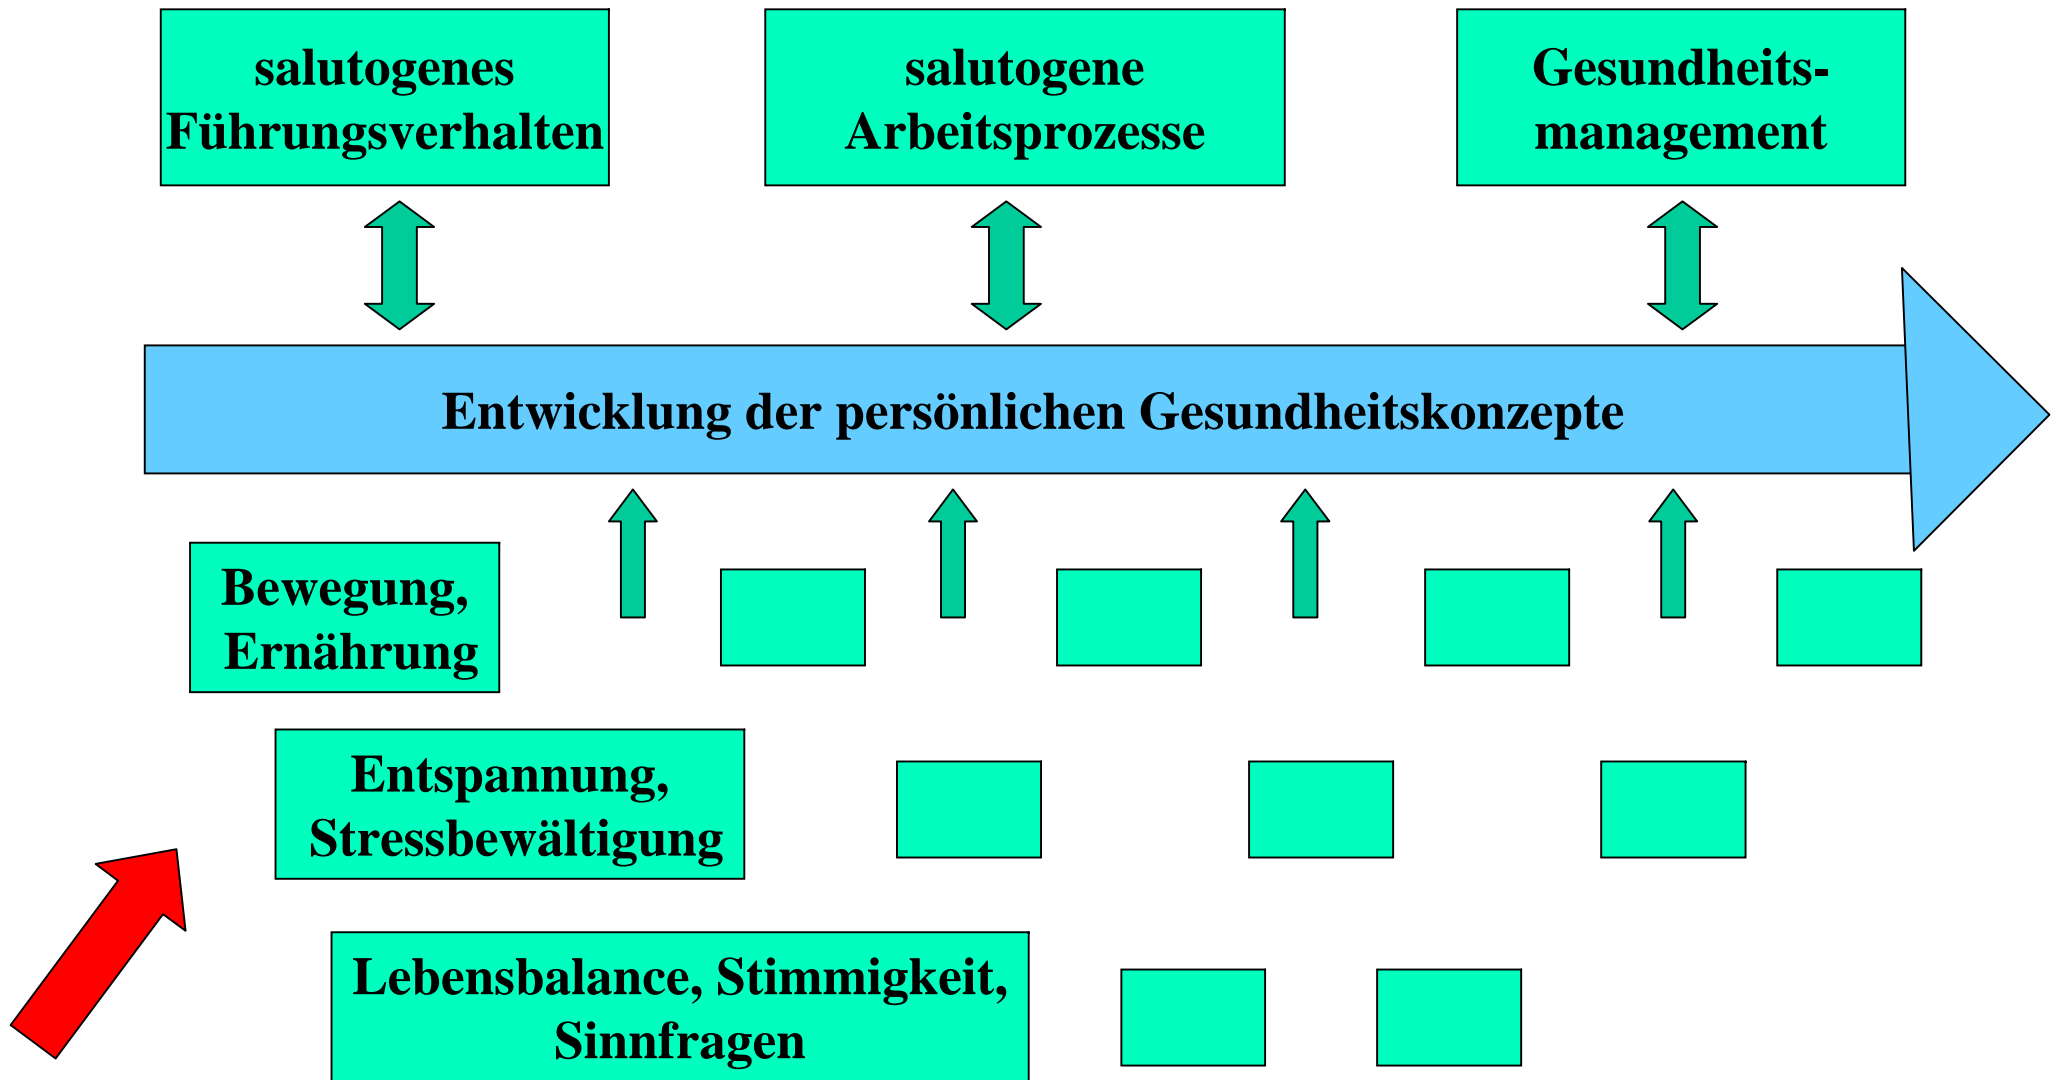 salutogenes
Führungsverhalten
salutogene
Arbeitsprozesse
Gesundheits-
management
Entwicklung der persönlichen Gesundheitskonzepte
Bewegung,
Ernährung
Entspannung,
Stressbewältigung
Lebensbalance, Stimmigkeit,
Sinnfragen